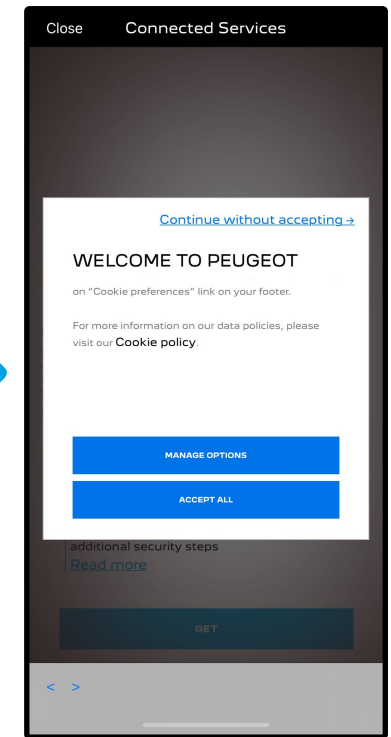 Close Connected Services
Continue without accepting →
WELCOME TO PEUGEOT
on "Cookie preferences" link on your footer.
For more information on our data policies, please
visit our Cookie policy.
MANAGE OPTIONS
ACCEPT ALL
additional security steps
Read more
GET
< >